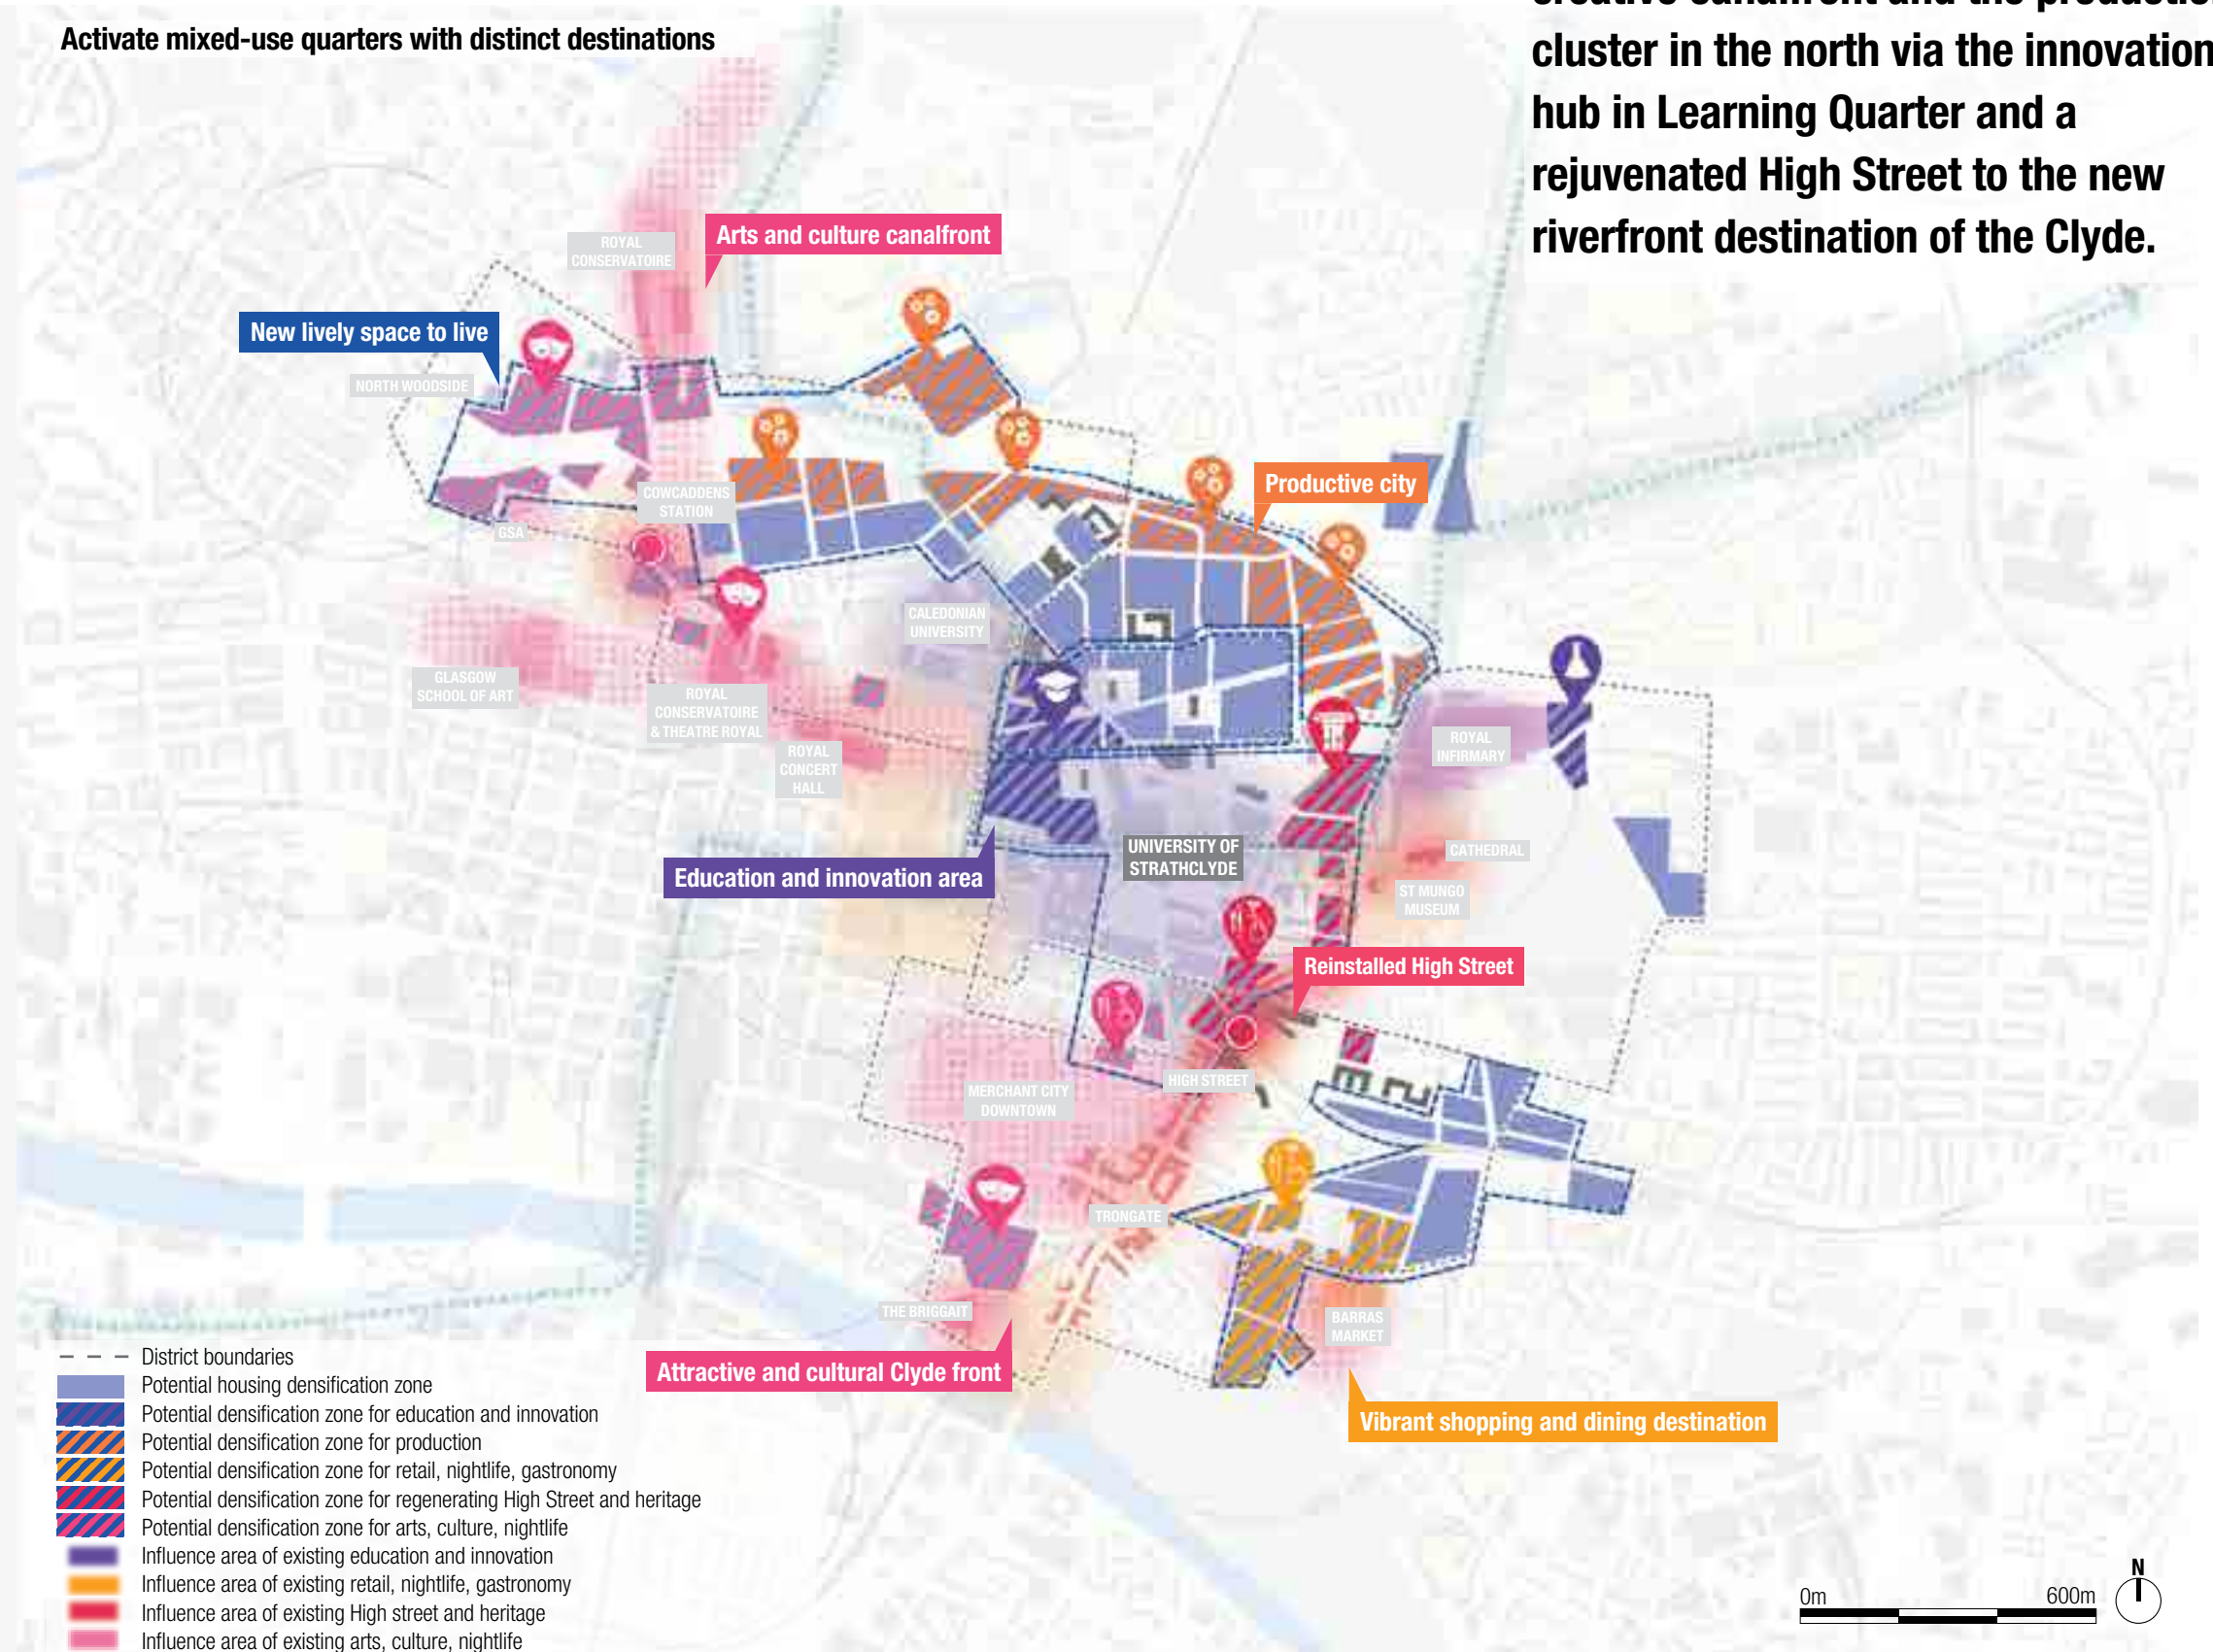 Activate mixed-use quarters with distinct destinations
creative canalfront and the production
cluster in the north via the innovation
hub in Learning Quarter and a
rejuvenated High Street to the new
riverfront destination of the Clyde.
ROYAL
CONSERVATOIRE
Arts and culture canalfront
New lively space to live
NORTH WOODSIDE
COWCADDENS
STATION
GSA
Productive city
CALEDONIAN
UNIVERSITY
GLASGOW
SCHOOL OF ART
ROYAL
CONSERVATOIRE
& THEATRE ROYAL
ROYAL
CONCERT
HALL
ROYAL
INFIRMARY
UNIVERSITY OF
STRATHCLYDE
CATHEDRAL
Education and innovation area
ST MUNGO
MUSEUM
Reinstalled High Street
HIGH STREET
MERCHANT CITY
DOWNTOWN
TRONGATE
THE BRIGGAIT
BARRAS
MARKET
Attractive and cultural Clyde front
Vibrant shopping and dining destination
District boundaries
Potential housing densification zone
Potential densification zone for education and innovation
Potential densification zone for production
Potential densification zone for retail, nightlife, gastronomy
Potential densification zone for regenerating High Street and heritage
Potential densification zone for arts, culture, nightlife
Influence area of existing education and innovation
Influence area of existing retail, nightlife, gastronomy
Influence area of existing High street and heritage
Influence area of existing arts, culture, nightlife
0m 600m
N